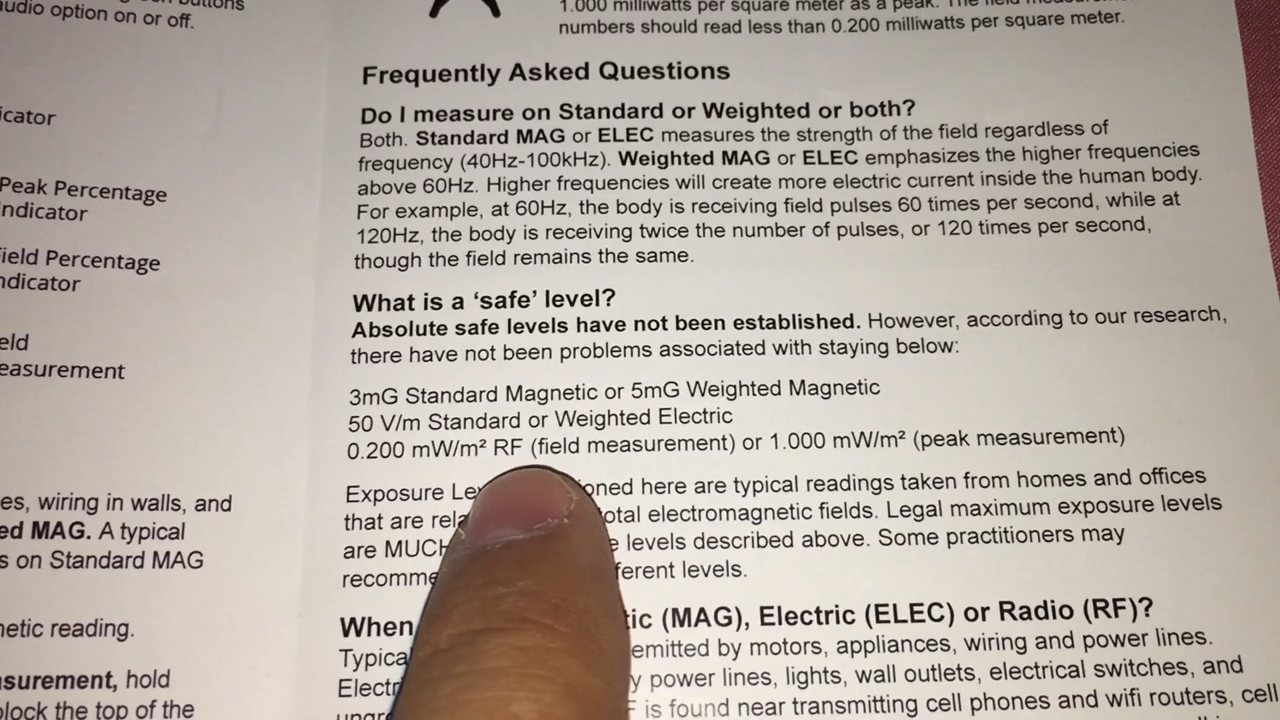 buttons
audio option on or off.
icator
Peak Percentage
Indicator
ield Percentage
ndicator
eld
easurement
es, wiring in walls, and
ed MAG. A typical
s on Standard MAG
netic reading.
asurement, hold
block the top of the
1.000 milliwatts per square meter as a peak. The field
numbers should read less than 0.200 milliwatts per square meter.
Frequently Asked Questions
Do I measure on Standard or Weighted or both?
Both. Standard MAG or ELEC measures the strength of the field regardless of
frequency (40Hz-100kHz). Weighted MAG or ELEC emphasizes the higher frequencies
above 60Hz. Higher frequencies will create more electric current inside the human body.
For example, at 60Hz, the body is receiving field pulses 60 times per second, while at
120Hz, the body is receiving twice the number of pulses, or 120 times per second,
though the field remains the same.
What is a ‘safe’ level?
Absolute safe levels have not been established. However, according to our research,
there have not been problems associated with staying below:
3mG Standard Magnetic or 5mG Weighted Magnetic
50 V/m Standard or Weighted Electric
0.200 mW/m² RF (field measurement) or 1.000 mW/m² (peak measurement)
Exposure Le oned here are typical readings taken from homes and offices
that are rela otal electromagnetic fields. Legal maximum exposure levels
are MUCH levels described above. Some practitioners may
recomme ferent levels.
When tic (MAG), Electric (ELEC) or Radio (RF)?
Typica emitted by motors, appliances, wiring and power lines.
Electr y power lines, lights, wall outlets, electrical switches, and
is found near transmitting cell phones and wifi routers, cell